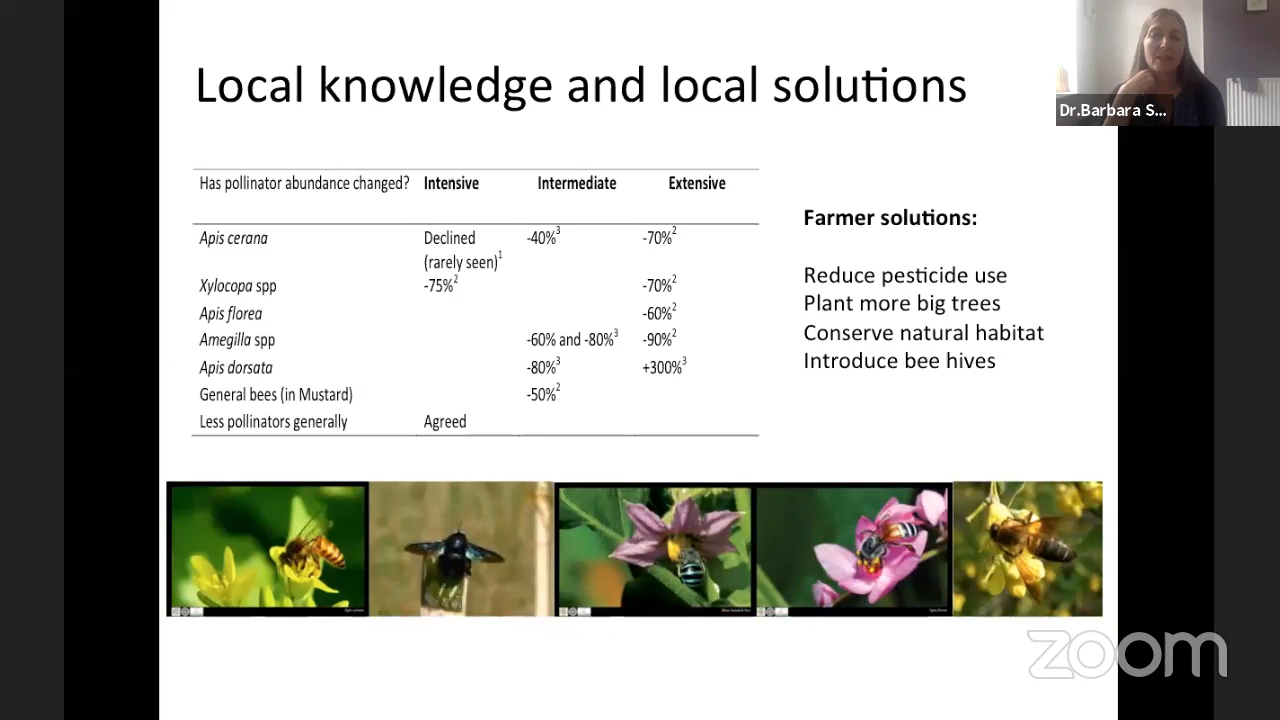 Local knowledge and local solutions
Dr.Barbara S...
Has pollinator abundance changed? Intensive Intermediate Extensive
Apis cerana Declined (rarely seen)1 -40%3 -70%2
Xylocopa spp -75%2 -70%2
Apis florea -60%2
Amegilla spp -60% and -80%3 -90%2
Apis dorsata -80%3 +300%3
General bees (in Mustard) -50%2
Less pollinators generally Agreed
Farmer solutions:
Reduce pesticide use
Plant more big trees
Conserve natural habitat
Introduce bee hives
zoom